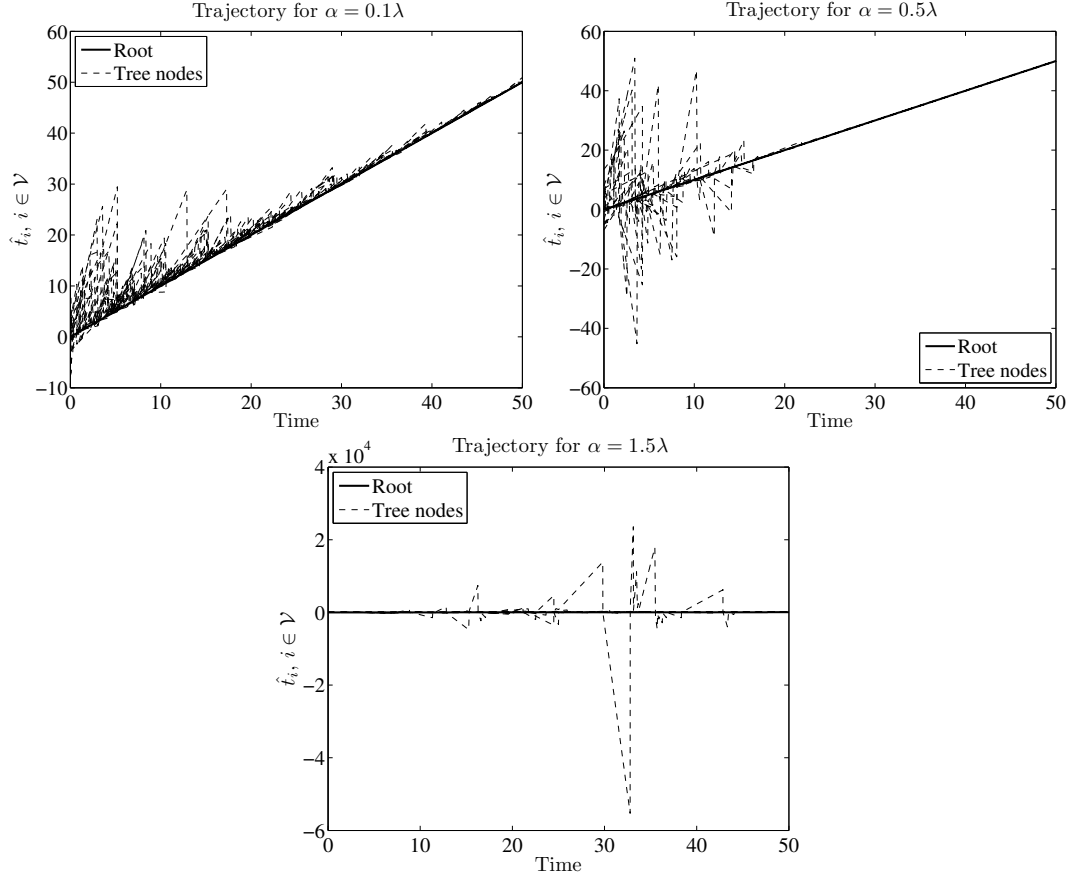 Trajectory for α = 0.1λ
60
50
40
30
20
10
0
−10
t̂ᵢ, i ∈ 𝒱
Root
Tree nodes
0 10 20 30 40 50
Time
Trajectory for α = 0.5λ
60
40
20
0
−20
−40
−60
t̂ᵢ, i ∈ 𝒱
Root
Tree nodes
0 10 20 30 40 50
Time
Trajectory for α = 1.5λ
x 10⁴
4
2
0
−2
−4
−6
t̂ᵢ, i ∈ 𝒱
Root
Tree nodes
0 10 20 30 40 50
Time